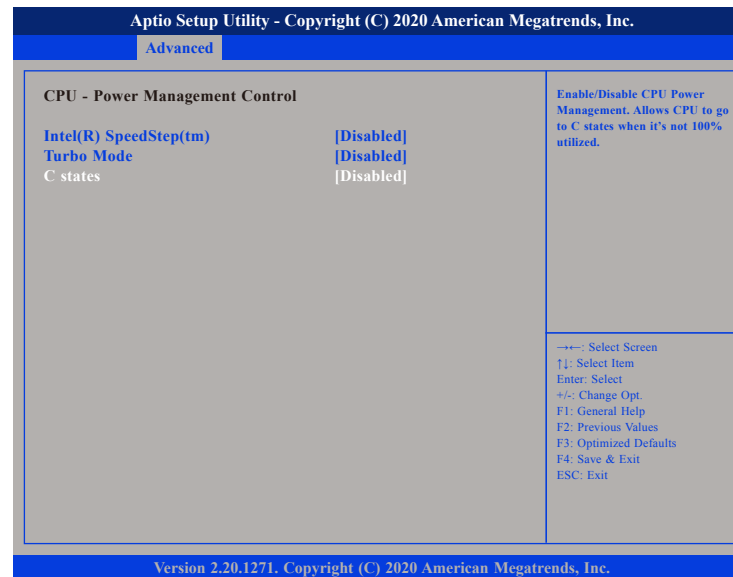 Aptio Setup Utility - Copyright (C) 2020 American Megatrends, Inc.
Advanced
CPU - Power Management Control
Intel(R) SpeedStep(tm) [Disabled]
Turbo Mode [Disabled]
C states [Disabled]
Enable/Disable CPU Power
Management. Allows CPU to go
to C states when it’s not 100%
utilized.
→←: Select Screen
↑↓: Select Item
Enter: Select
+/-: Change Opt.
F1: General Help
F2: Previous Values
F3: Optimized Defaults
F4: Save & Exit
ESC: Exit
Version 2.20.1271. Copyright (C) 2020 American Megatrends, Inc.